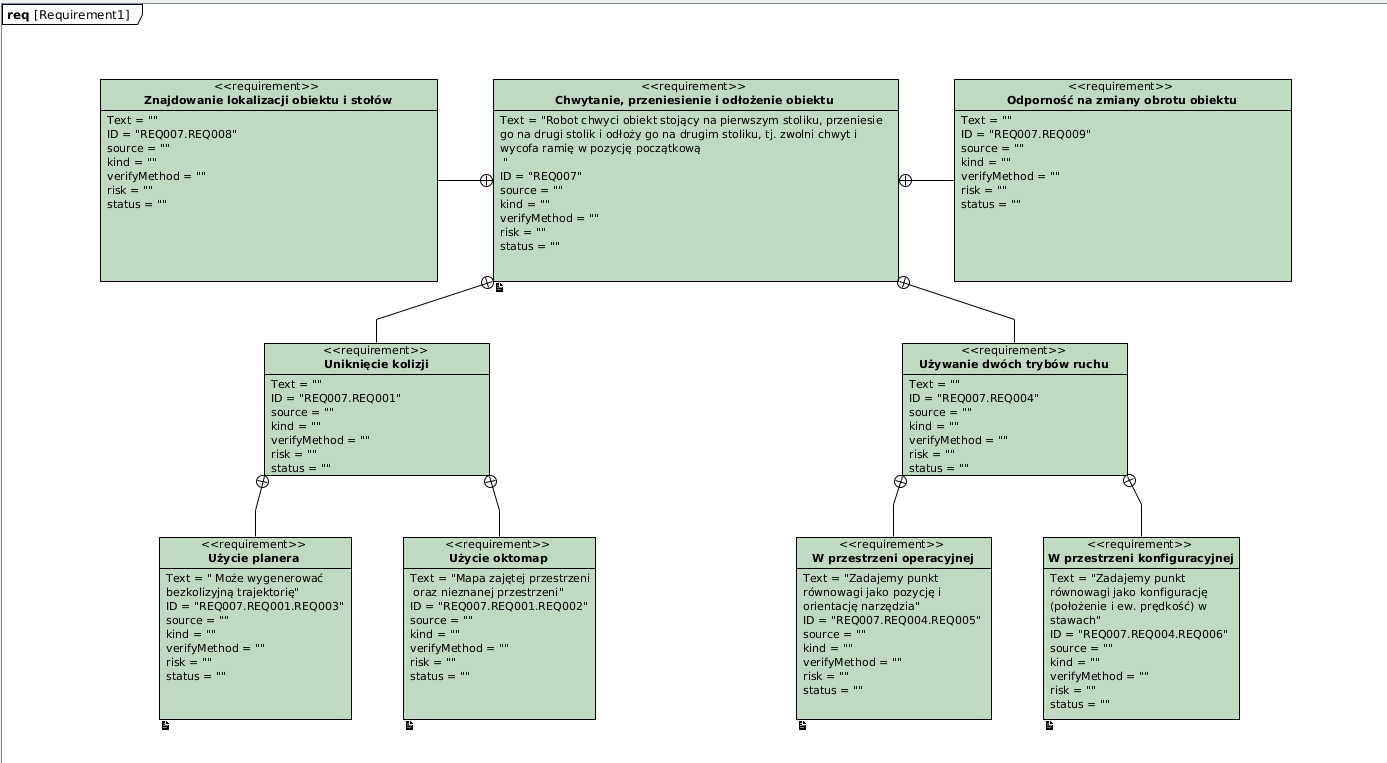 req [Requirement1]
<<requirement>>
Znajdowanie lokalizacji obiektu i stołów
Text = ""
ID = "REQ007.REQ008"
source = ""
kind = ""
verifyMethod = ""
risk = ""
status = ""
<<requirement>>
Chwytanie, przeniesienie i odłożenie obiektu
Text = "Robot chwyci obiekt stojący na pierwszym stoliku, przeniesie
go na drugi stolik i odłoży go na drugim stoliku, tj. zwolni chwyt i
wycofa ramię w pozycję początkową
"
ID = "REQ007"
source = ""
kind = ""
verifyMethod = ""
risk = ""
status = ""
<<requirement>>
Odporność na zmiany obrotu obiektu
Text = ""
ID = "REQ007.REQ009"
source = ""
kind = ""
verifyMethod = ""
risk = ""
status = ""
<<requirement>>
Uniknięcie kolizji
Text = ""
ID = "REQ007.REQ001"
source = ""
kind = ""
verifyMethod = ""
risk = ""
status = ""
<<requirement>>
Używanie dwóch trybów ruchu
Text = ""
ID = "REQ007.REQ004"
source = ""
kind = ""
verifyMethod = ""
risk = ""
status = ""
<<requirement>>
Użycie planera
Text = " Może wygenerować
bezkolizyjną trajektorię"
ID = "REQ007.REQ001.REQ003"
source = ""
kind = ""
verifyMethod = ""
risk = ""
status = ""
<<requirement>>
Użycie oktomap
Text = "Mapa zajętej przestrzeni
oraz nieznanej przestrzeni"
ID = "REQ007.REQ001.REQ002"
source = ""
kind = ""
verifyMethod = ""
risk = ""
status = ""
<<requirement>>
W przestrzeni operacyjnej
Text = "Zadajemy punkt
równowagi jako pozycję i
orientację narzędzia"
ID = "REQ007.REQ004.REQ005"
source = ""
kind = ""
verifyMethod = ""
risk = ""
status = ""
<<requirement>>
W przestrzeni konfiguracyjnej
Text = "Zadajemy punkt
równowagi jako konfigurację
(położenie i ew. prędkość) w
stawach"
ID = "REQ007.REQ004.REQ006"
source = ""
kind = ""
verifyMethod = ""
risk = ""
status = ""